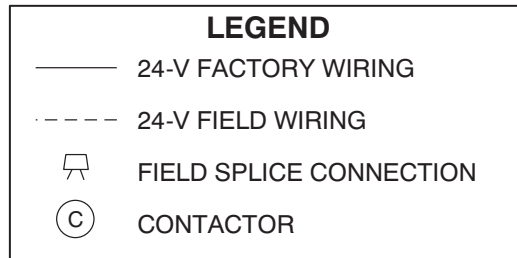 LEGEND
24-V FACTORY WIRING
24-V FIELD WIRING
FIELD SPLICE CONNECTION
C CONTACTOR